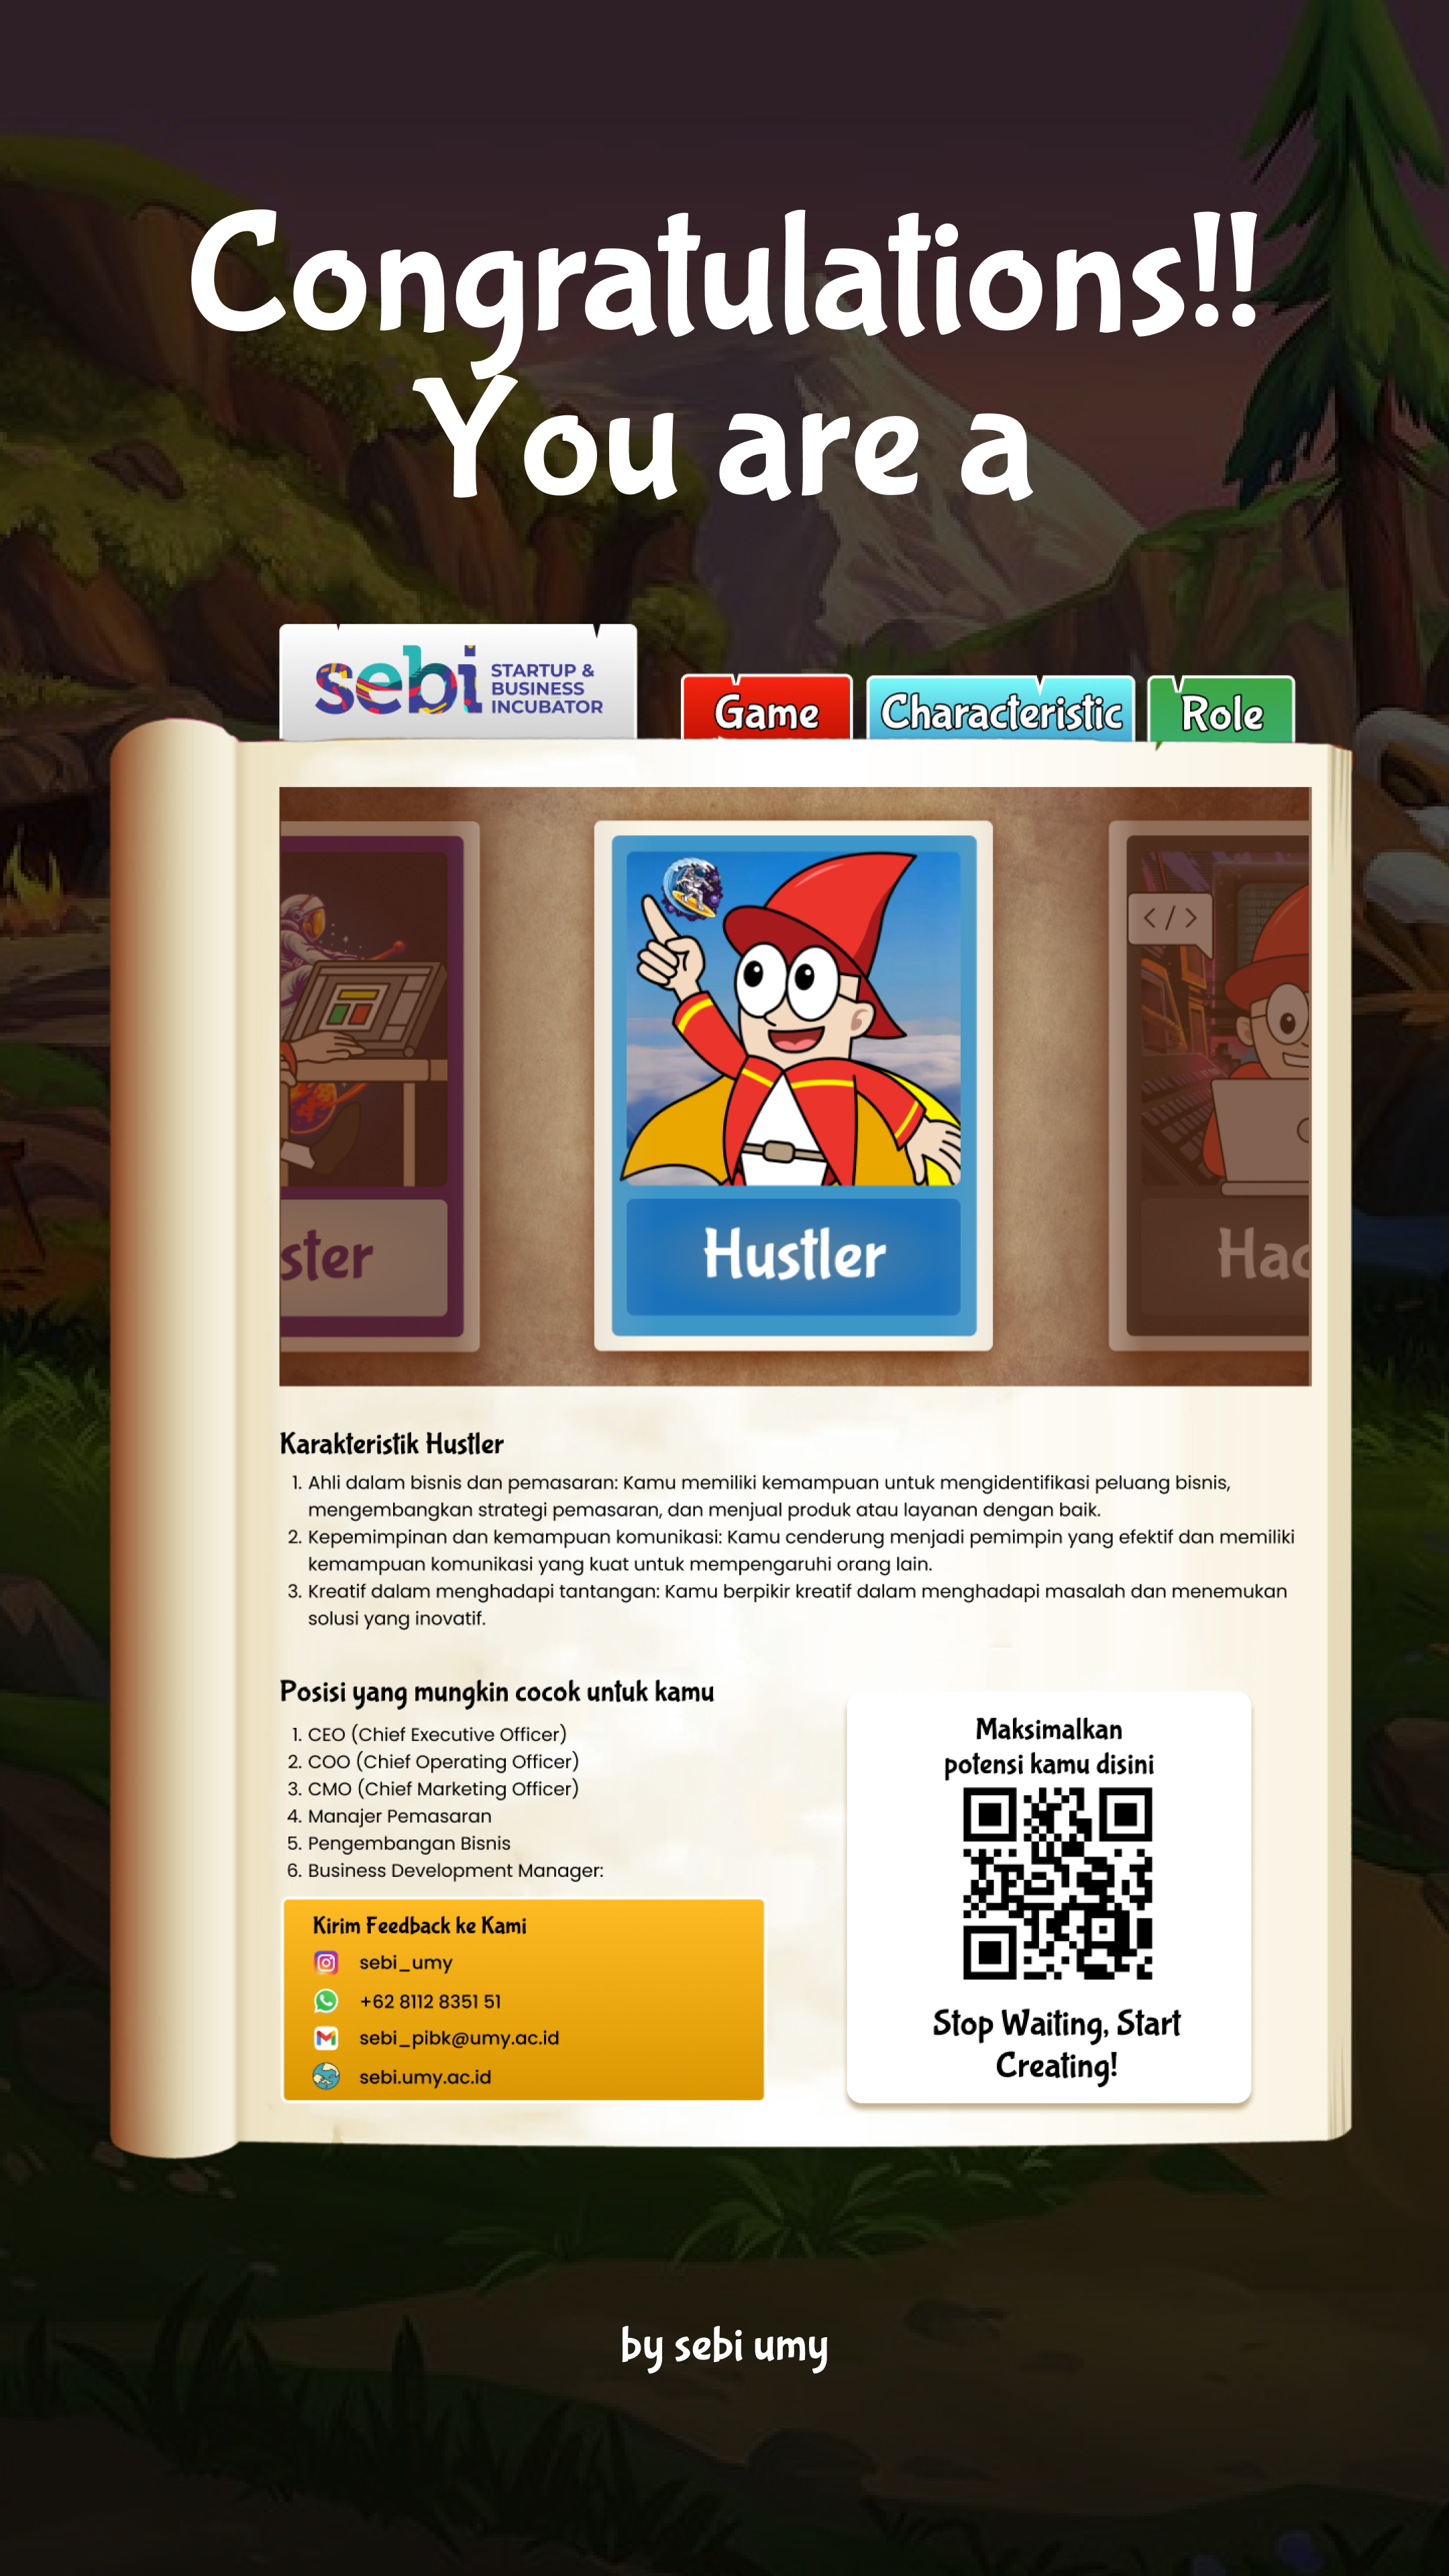 Congratulations!!
You are a
sebi STARTUP &
BUSINESS
INCUBATOR
Game
Characteristic
Role
</>
ster
Hustler
Hac
Karakteristik Hustler
1. Ahli dalam bisnis dan pemasaran: Kamu memiliki kemampuan untuk mengidentifikasi peluang bisnis,
mengembangkan strategi pemasaran, dan menjual produk atau layanan dengan baik.
2. Kepemimpinan dan kemampuan komunikasi: Kamu cenderung menjadi pemimpin yang efektif dan memiliki
kemampuan komunikasi yang kuat untuk mempengaruhi orang lain.
3. Kreatif dalam menghadapi tantangan: Kamu berpikir kreatif dalam menghadapi masalah dan menemukan
solusi yang inovatif.
Posisi yang mungkin cocok untuk kamu
1. CEO (Chief Executive Officer)
2. COO (Chief Operating Officer)
3. CMO (Chief Marketing Officer)
4. Manajer Pemasaran
5. Pengembangan Bisnis
6. Business Development Manager:
Kirim Feedback ke Kami
sebi_umy
+62 8112 8351 51
sebi_pibk@umy.ac.id
sebi.umy.ac.id
Maksimalkan
potensi kamu disini
Stop Waiting, Start
Creating!
by sebi umy